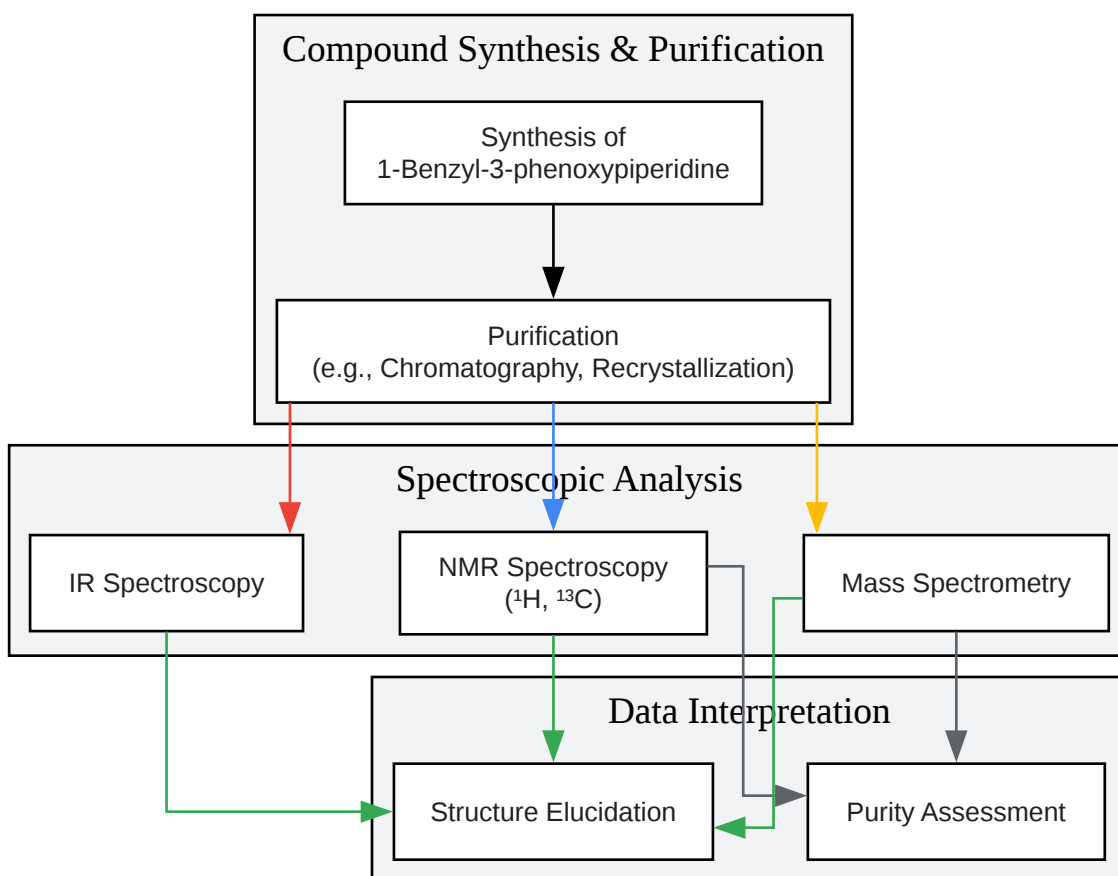 Compound Synthesis & Purification
Synthesis of
1-Benzyl-3-phenoxypiperidine
Purification
(e.g., Chromatography, Recrystallization)
Spectroscopic Analysis
IR Spectroscopy
NMR Spectroscopy
(¹H, ¹³C)
Mass Spectrometry
Data Interpretation
Structure Elucidation
Purity Assessment